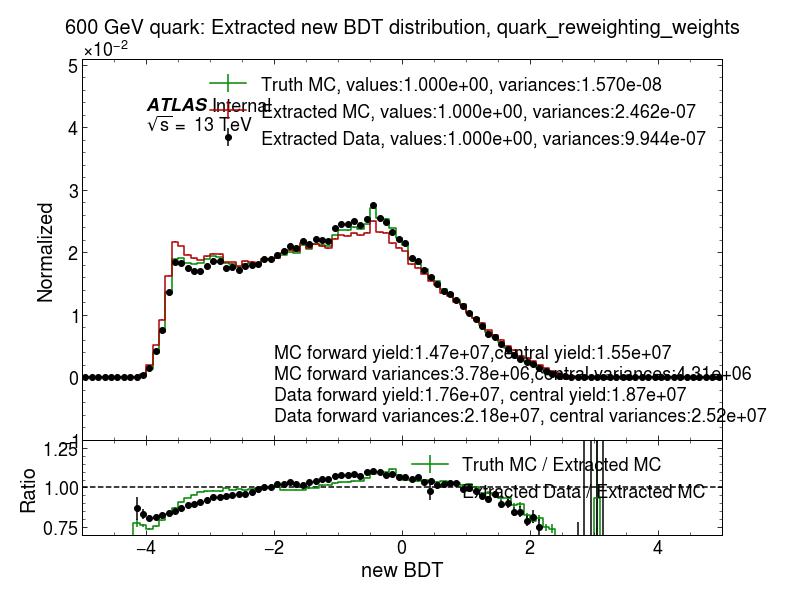 600 GeV quark: Extracted new BDT distribution, quark_reweighting_weights
×10⁻²
5
Truth MC, values:1.000e+00, variances:1.570e-08
ATLAS Internal
Extracted MC, values:1.000e+00, variances:2.462e-07
√s = 13 TeV
4
Extracted Data, values:1.000e+00, variances:9.944e-07
3
Normalized
2
1
MC forward yield:1.47e+07,central yield:1.55e+07
0
MC forward variances:3.78e+06,central variances:4.31e+06
Data forward yield:1.76e+07, central yield:1.87e+07
Data forward variances:2.18e+07, central variances:2.52e+07
−1
1.25
Truth MC / Extracted MC
Ratio
1.00
Extracted Data / Extracted MC
0.75
−4 −2 0 2 4
new BDT